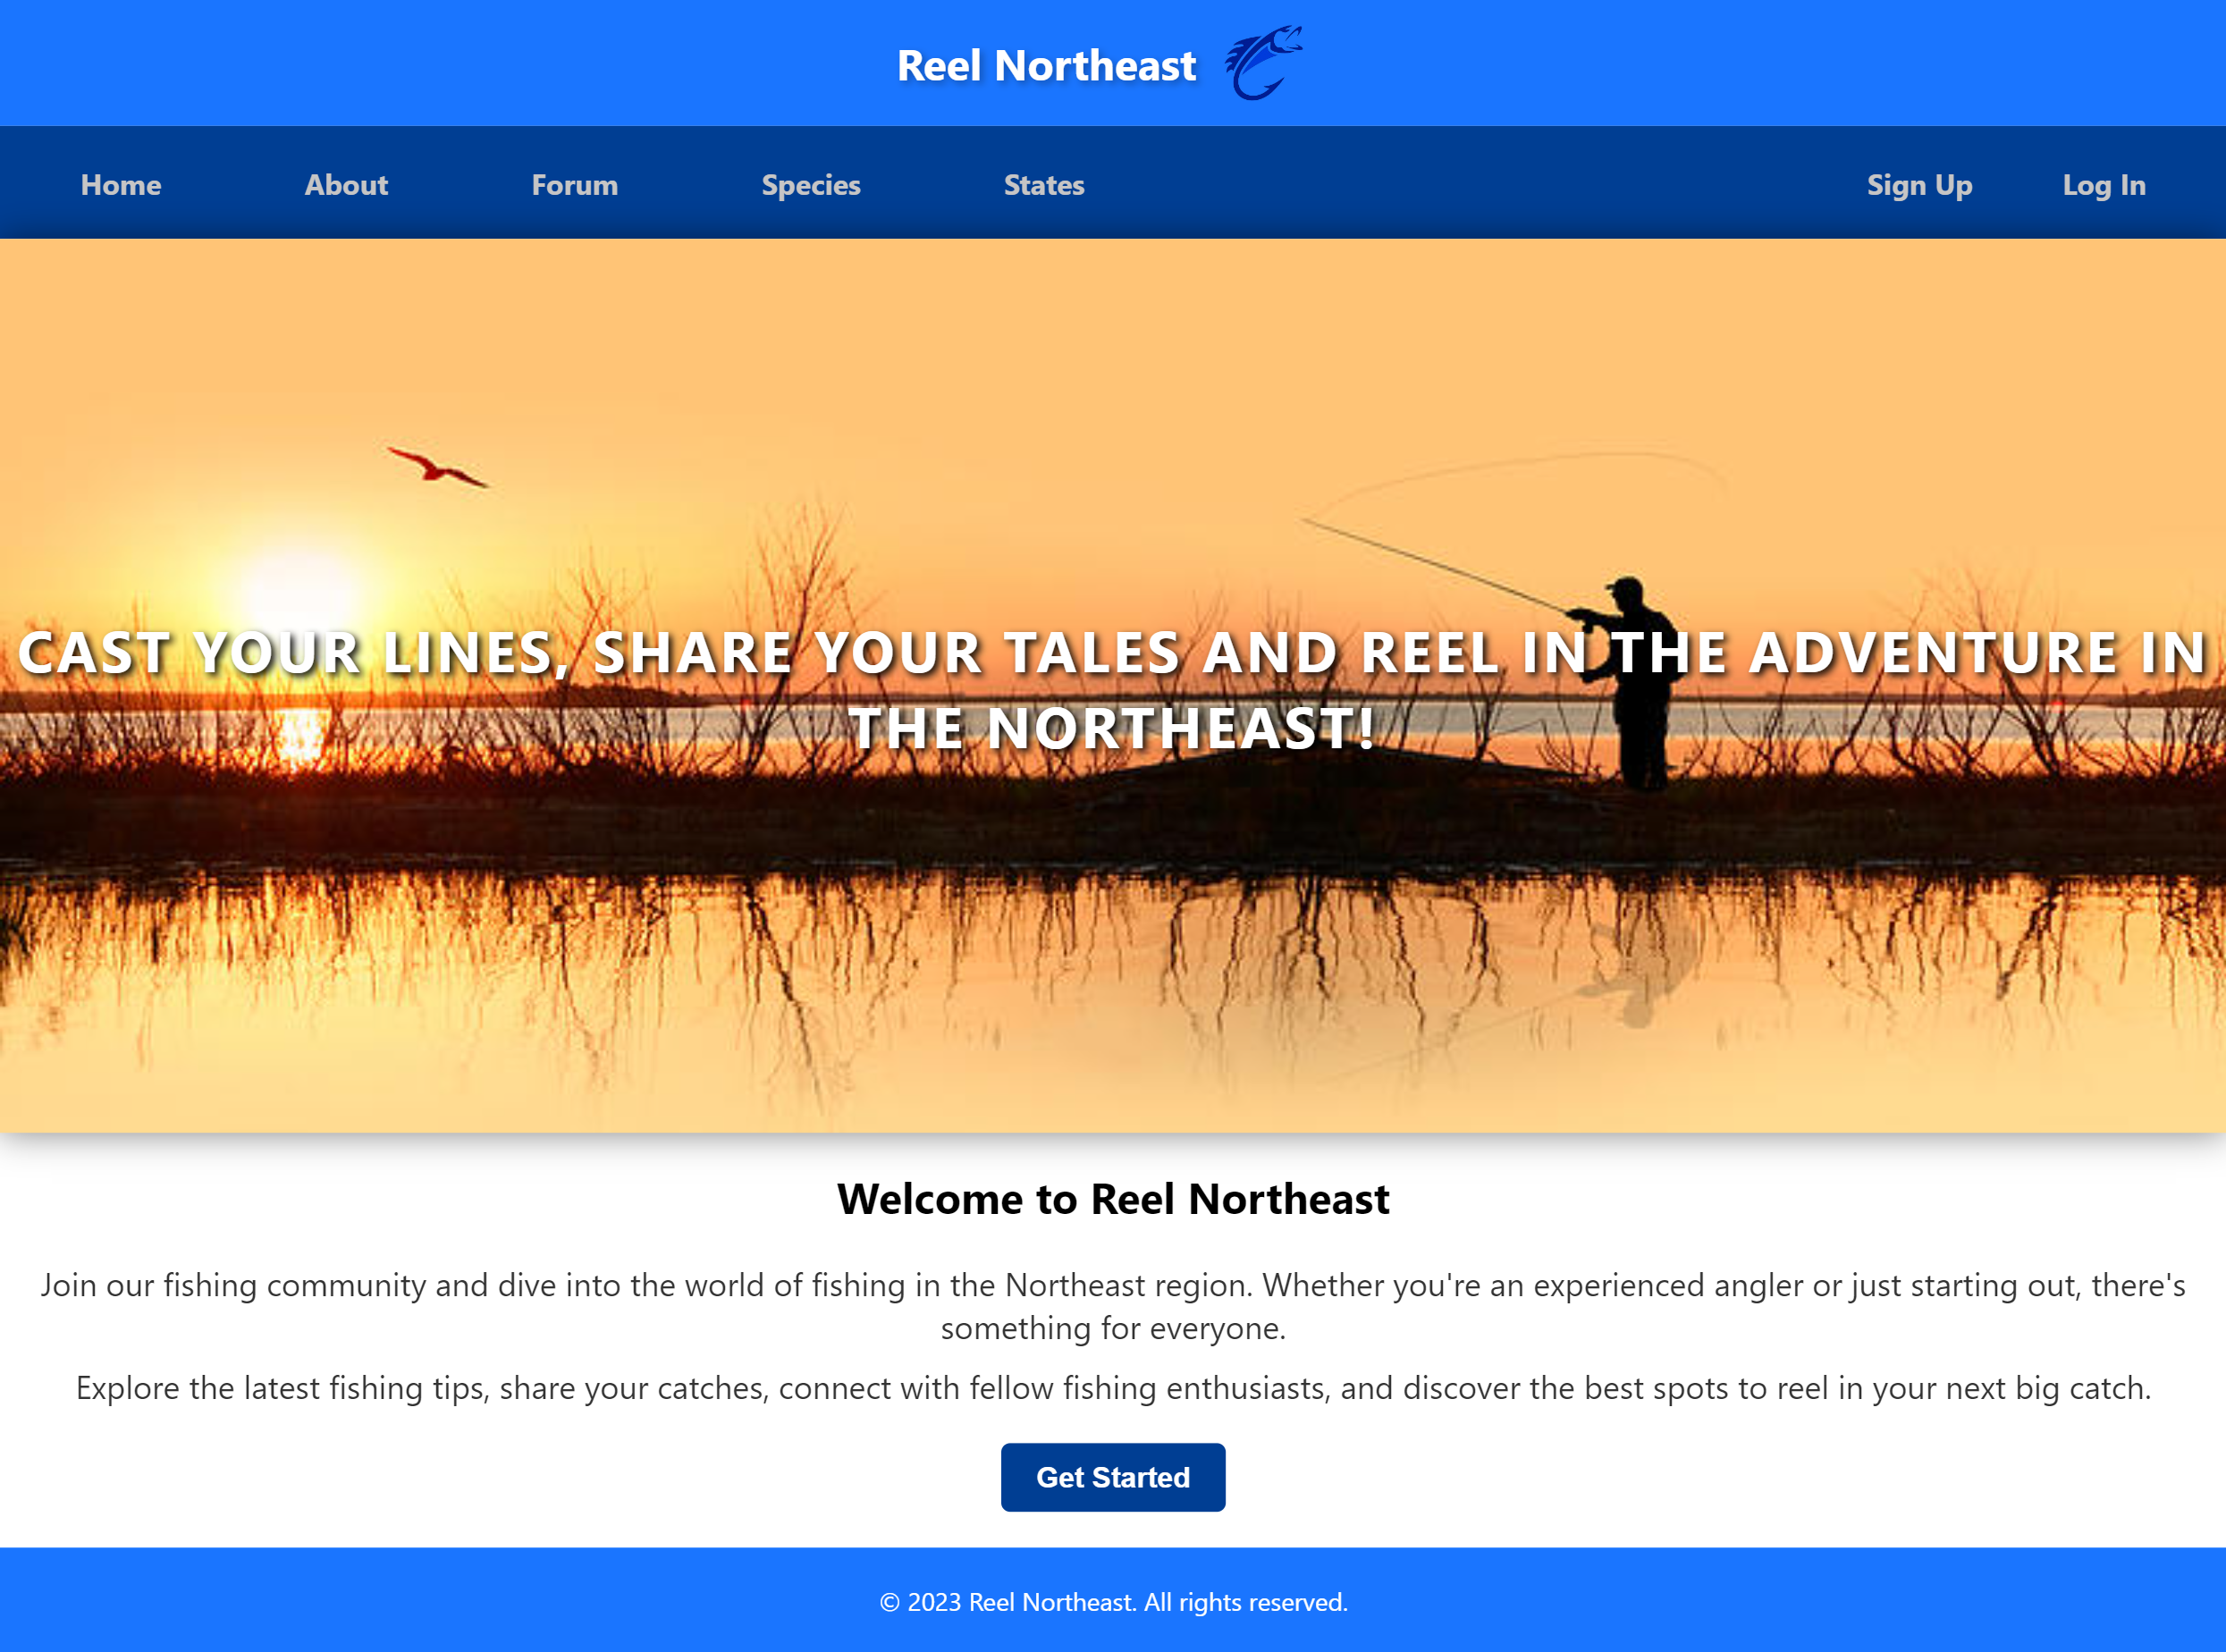 Reel Northeast
Home About Forum Species States Sign Up Log In
CAST YOUR LINES, SHARE YOUR TALES AND REEL IN THE ADVENTURE IN
THE NORTHEAST!
Welcome to Reel Northeast
Join our fishing community and dive into the world of fishing in the Northeast region. Whether you're an experienced angler or just starting out, there's
something for everyone.
Explore the latest fishing tips, share your catches, connect with fellow fishing enthusiasts, and discover the best spots to reel in your next big catch.
Get Started
© 2023 Reel Northeast. All rights reserved.